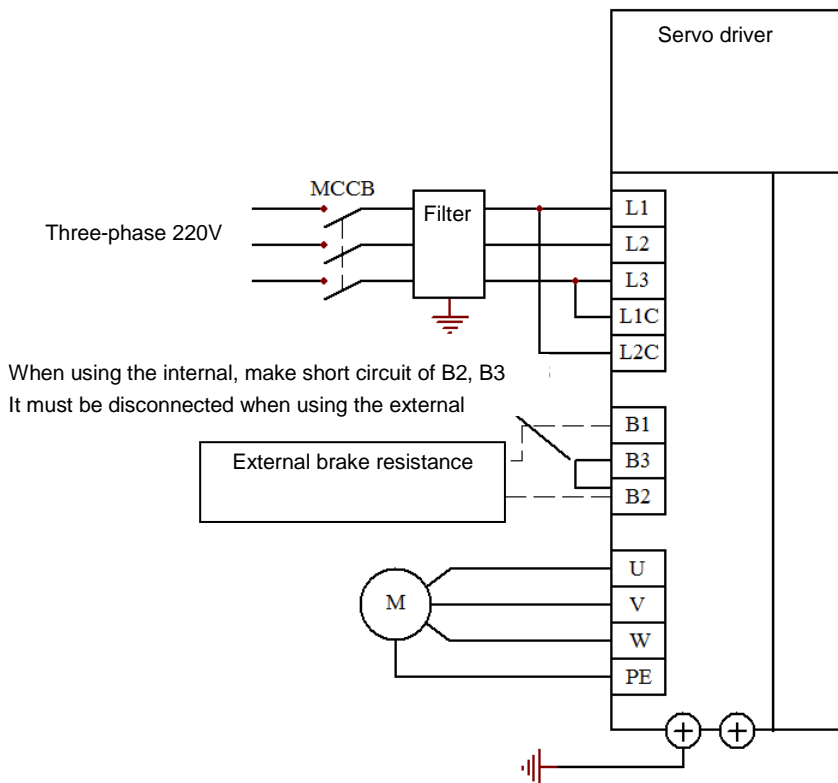 Servo driver
MCCB
Filter
Three-phase 220V
L1
L2
L3
L1C
L2C
When using the internal, make short circuit of B2, B3
It must be disconnected when using the external
B1
External brake resistance
B3
B2
U
M
V
W
PE